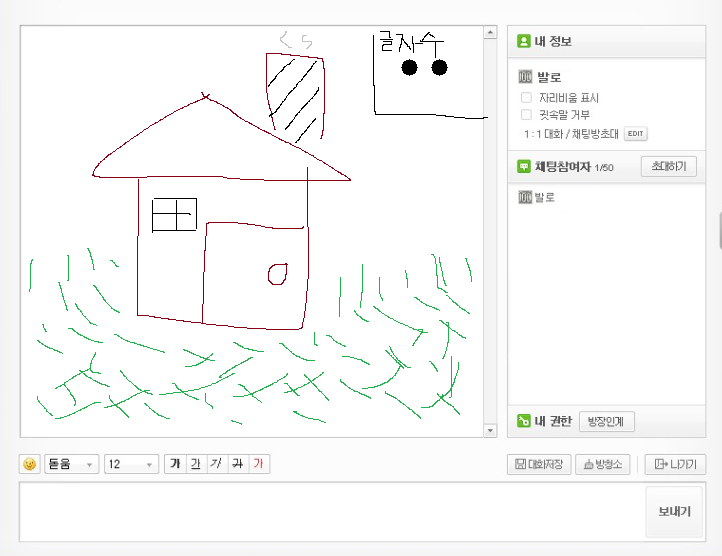 ㄱㅅ
글자수
내 정보
발로
자리비움 표시
귓속말 거부
1 : 1 대화 / 채팅방초대 EDIT
채팅참여자 1/50 초대하기
발로
내 권한 방장인계
돋움 12 가 가 가 가 가 대화저장 방청소 나가기
보내기